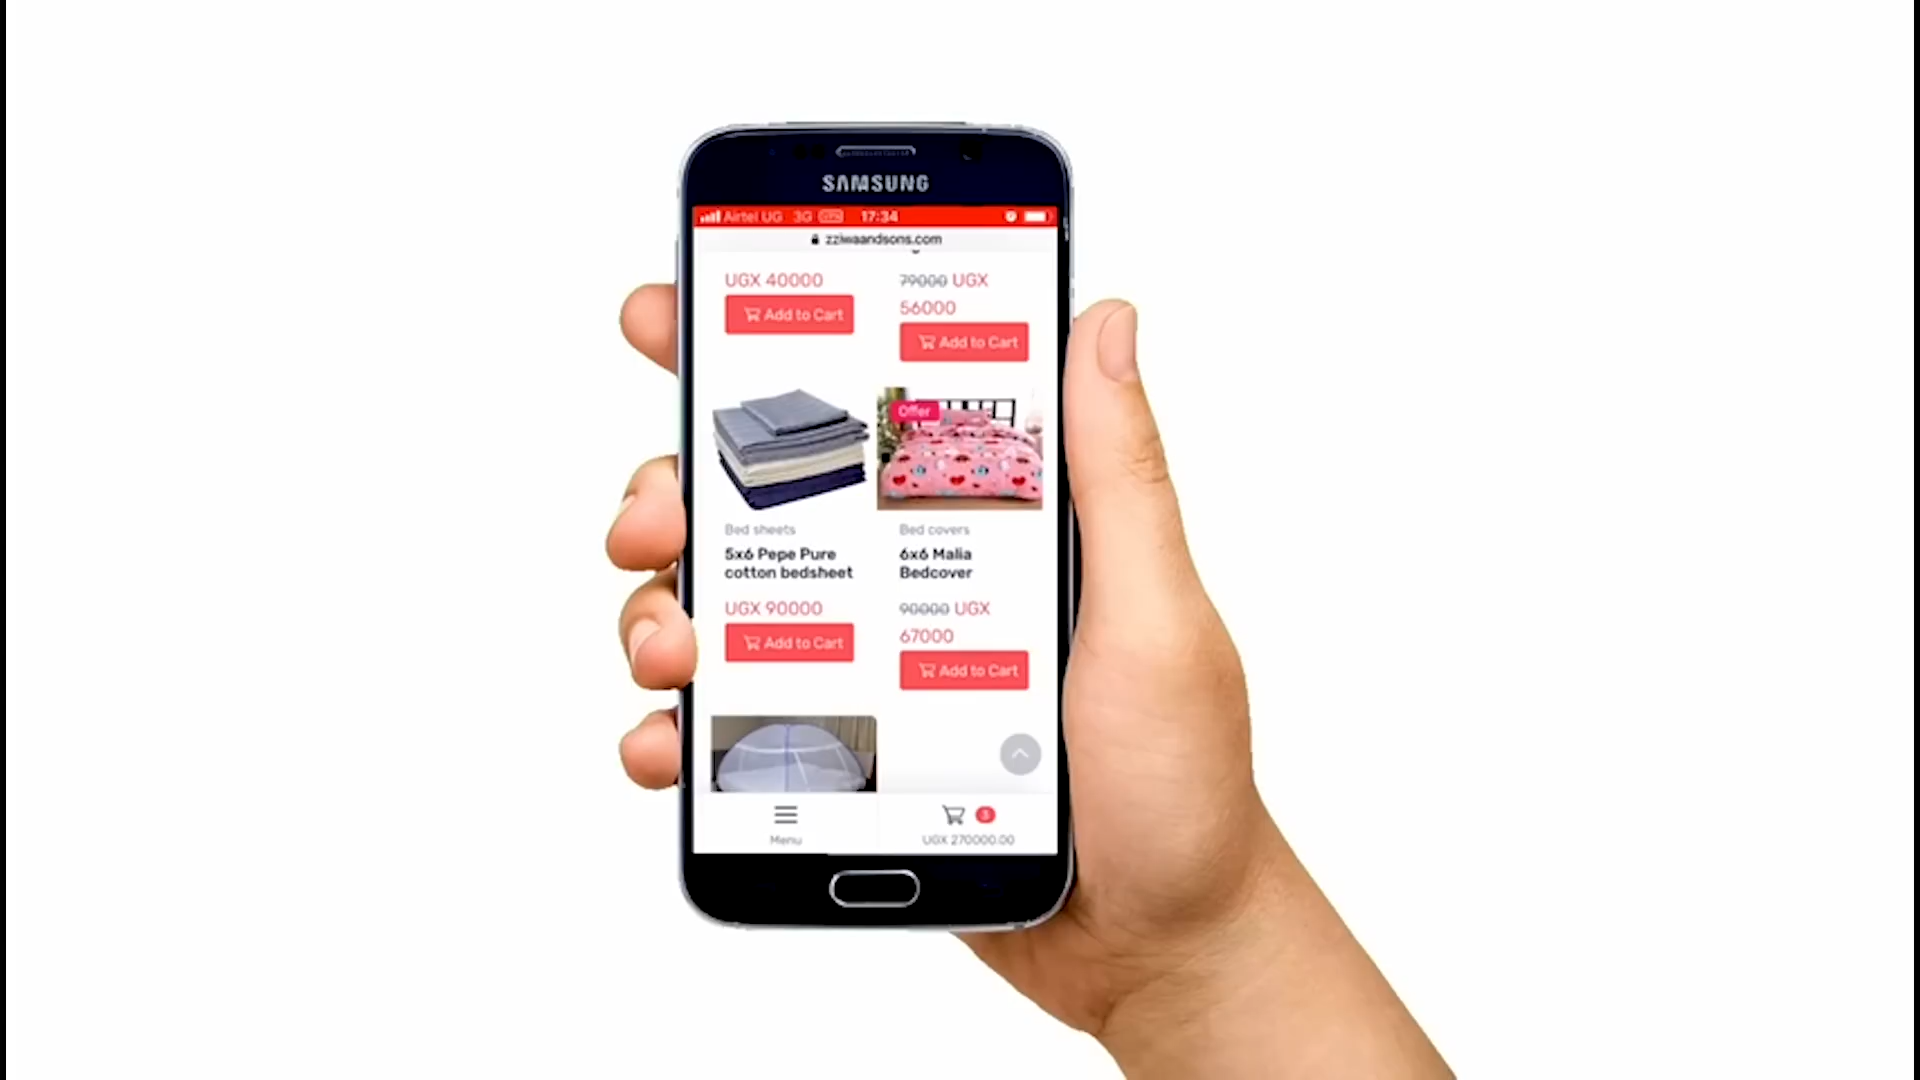 SAMSUNG
Airtel UG 3G VPN 17:34
zziwaandsons.com
UGX 40000
Add to Cart
79000 UGX
56000
Add to Cart
Offer
Bed sheets
5x6 Pepe Pure
cotton bedsheet
UGX 90000
Add to Cart
Bed covers
6x6 Malia
Bedcover
90000 UGX
67000
Add to Cart
Menu
3
UGX 270000.00